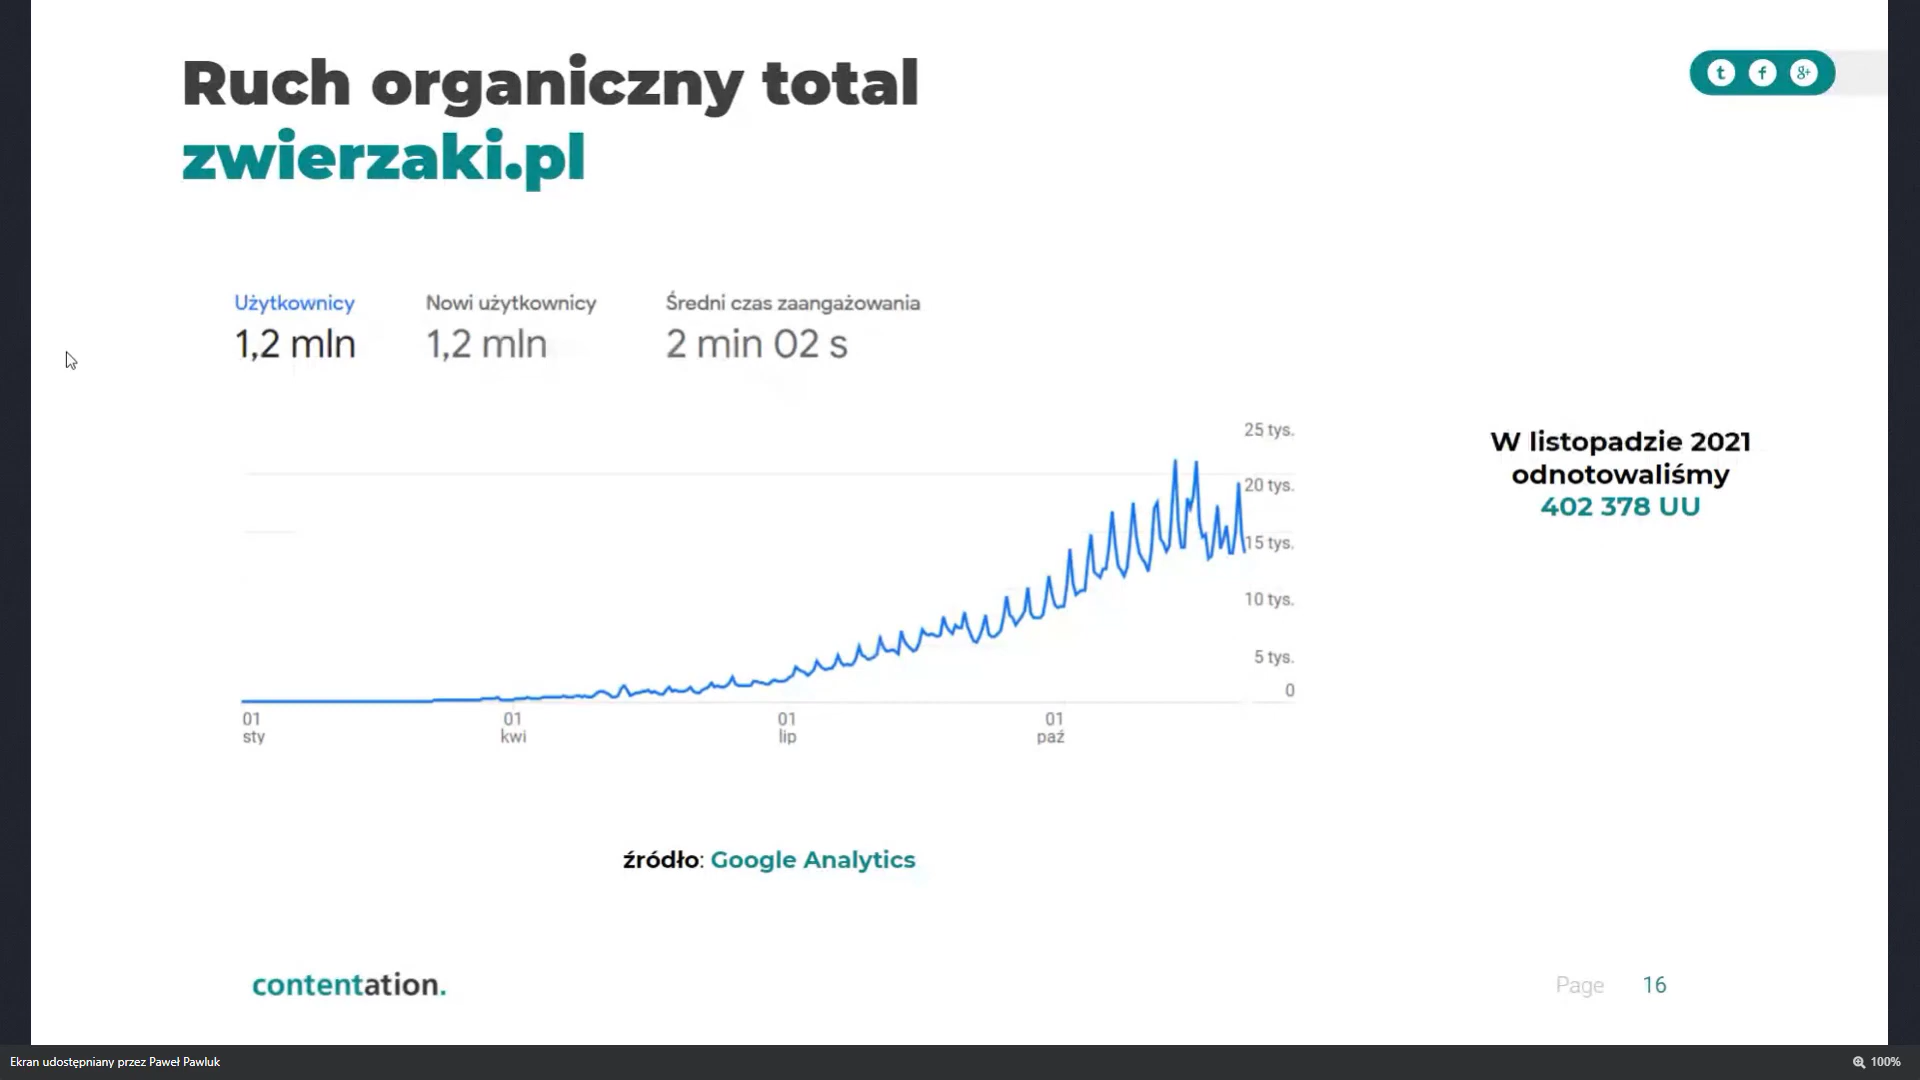 Ruch organiczny total
zwierzaki.pl
t f g+
Użytkownicy
1,2 mln
Nowi użytkownicy
1,2 mln
Średni czas zaangażowania
2 min 02 s
25 tys.
20 tys.
15 tys.
10 tys.
5 tys.
0
01
sty
01
kwi
01
lip
01
paź
W listopadzie 2021
odnotowaliśmy
402 378 UU
źródło: Google Analytics
contentation.
Page 16
Ekran udostępniany przez Paweł Pawluk
100%